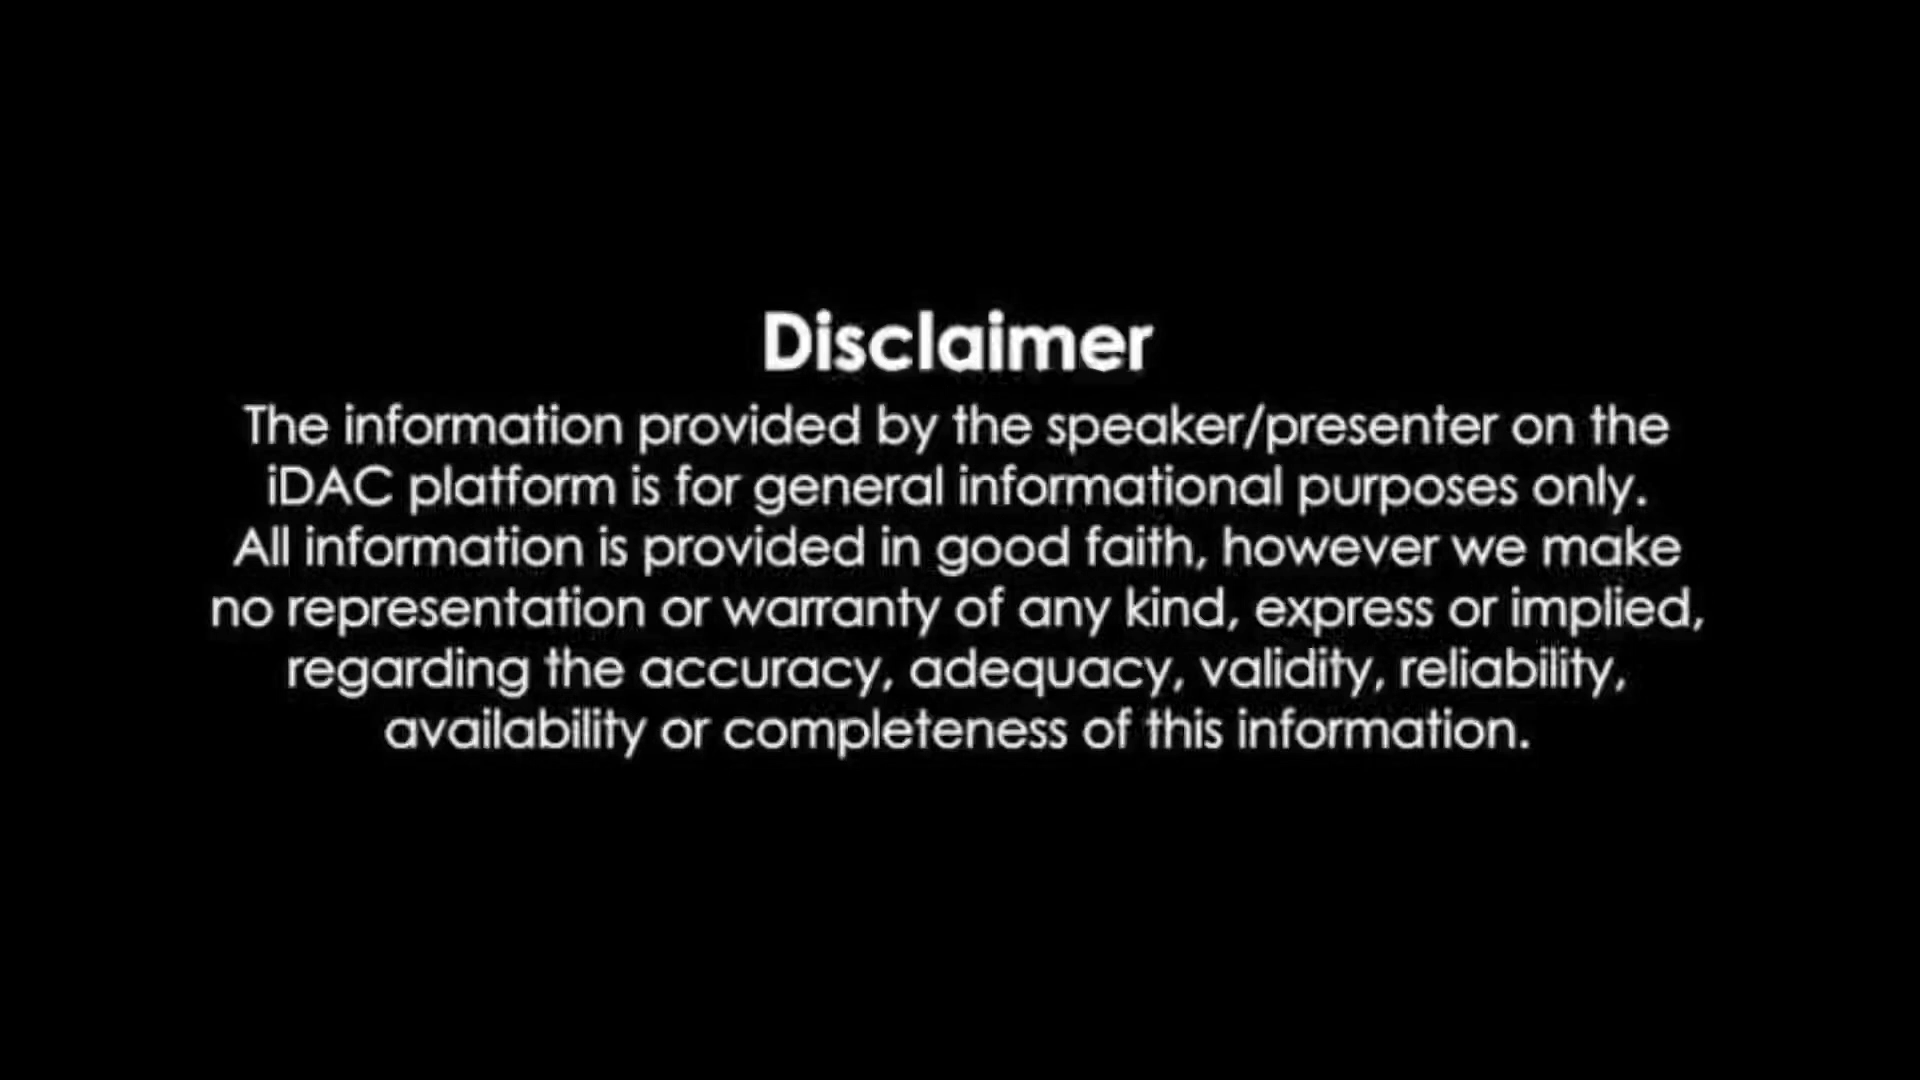 Disclaimer
The information provided by the speaker/presenter on the
iDAC platform is for general informational purposes only.
All information is provided in good faith, however we make
no representation or warranty of any kind, express or implied,
regarding the accuracy, adequacy, validity, reliability,
availability or completeness of this information.